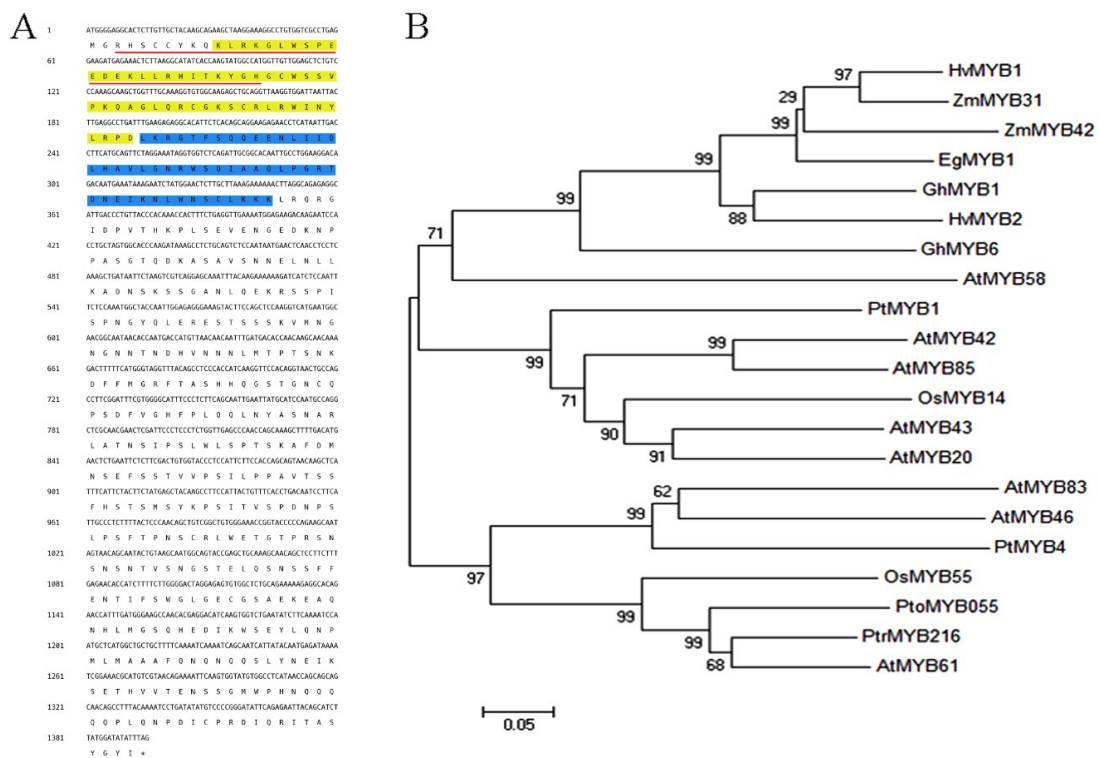 A
1 ATGGGGAGGCACTCTTGTTGCTACAAGCAGAAGCTAAGGAAAGGCCTGTGGTCGCCTGAG
M G R H S C C Y K Q K L R K G L W S P E
61 GAAGATGAGAAACTCTTAAGGCATATCACCAAGTATGGCCATGGTTGTTGGAGCTCTGTC
E D E K L L R H I T K Y G H G C W S S V
121 CCAAAGCAAGCTGGTTTGCAAAGGTGTGGCAAGAGCTGCAGGTTAAGGTGGATTAATTAC
P K Q A G L Q R C G K S C R L R W I N Y
181 TTGAGGCCTGATTTGAAGAGAGGCACATTCTCACAGCAGGAAGAGAACCTCATAATTGAC
L R P D L K R G T F S Q Q E E N L I I D
241 CTTCATGCAGTTCTAGGAAATAGGTGGTCTCAGATTGCGGCACAATTGCCTGGAAGGACA
L H A V L G N R W S Q I A A Q L P G R T
301 GACAATGAAATAAAGAATCTATGGAACTCTTGCTTAAAGAAAAAACTTAGGCAGAGAGGC
D N E I K N L W N S C L K K K L R Q R G
361 ATTGACCCTGTTACCCACAAACCACTTTCTGAGGTTGAAAATGGAGAAGACAAGAATCCA
I D P V T H K P L S E V E N G E D K N P
421 CCTGCTAGTGGCACCCAAGATAAAGCCTCTGCAGTCTCCAATAATGAACTCAACCTCCTC
P A S G T Q D K A S A V S N N E L N L L
481 AAAGCTGATAATTCTAAGTCGTCAGGAGCAAATTTACAAGAAAAAAGATCATCTCCAATT
K A D N S K S S G A N L Q E K R S S P I
541 TCTCCAAATGGCTACCAATTGGAGAGGGAAAGTACTTCCAGCTCCAAGGTCATGAATGGC
S P N G Y Q L E R E S T S S S K V M N G
601 AACGGCAATAACACCAATGACCATGTTAACAACAATTTGATGACACCAACAAGCAACAAA
N G N N T N D H V N N N L M T P T S N K
661 GACTTTTTCATGGGTAGGTTTACAGCCTCCCACCATCAAGGTTCCACAGGTAACTGCCAG
D F F M G R F T A S H H Q G S T G N C Q
721 CCTTCGGATTTCGTGGGGCATTTCCCTCTTCAGCAATTGAATTATGCATCCAATGCCAGG
P S D F V G H F P L Q Q L N Y A S N A R
781 CTCGCAACGAACTCGATTCCCTCCCTCTGGTTGAGCCCAACCAGCAAAGCTTTTGACATG
L A T N S I P S L W L S P T S K A F D M
841 AACTCTGAATTCTCTTCGACTGTGGTACCCTCCATTCTTCCACCAGCAGTAACAAGCTCA
N S E F S S T V V P S I L P P A V T S S
901 TTTCATTCTACTTCTATGAGCTACAAGCCTTCCATTACTGTTTCACCTGACAATCCTTCA
F H S T S M S Y K P S I T V S P D N P S
961 TTGCCCTCTTTTACTCCCAACAGCTGTCGGCTGTGGGAAACCGGTACCCCCAGAAGCAAT
L P S F T P N S C R L W E T G T P R S N
1021 AGTAACAGCAATACTGTAAGCAATGGCAGTACCGAGCTGCAAAGCAACAGCTCCTTCTTT
S N S N T V S N G S T E L Q S N S S F F
1081 GAGAACACCATCTTTTCTTGGGGACTAGGAGAGTGTGGCTCTGCAGAAAAAGAGGCACAG
E N T I F S W G L G E C G S A E K E A Q
1141 AACCATTTGATGGGAAGCCAACACGAGGACATCAAGTGGTCTGAATATCTTCAAAATCCA
N H L M G S Q H E D I K W S E Y L Q N P
1201 ATGCTCATGGCTGCTGCTTTTCAAAATCAAAATCAGCAATCATTATACAATGAGATAAAA
M L M A A A F Q N Q N Q Q S L Y N E I K
1261 TCGGAAACGCATGTCGTAACAGAAAATTCAAGTGGTATGTGGCCTCATAACCAGCAGCAG
S E T H V V T E N S S G M W P H N Q Q Q
1321 CAACAGCCTTTACAAAATCCTGATATATGTCCCCGGGATATTCAGAGAATTACAGCATCT
Q Q P L Q N P D I C P R D I Q R I T A S
1381 TATGGATATATTTAG
Y G Y I *
B
97 HvMYB1
29 ZmMYB31
99 ZmMYB42
EgMYB1
99 GhMYB1
88 HvMYB2
99 GhMYB6
71 AtMYB58
PtMYB1
99 99 AtMYB42
AtMYB85
71 OsMYB14
90 AtMYB43
91 AtMYB20
62 AtMYB83
99 AtMYB46
PtMYB4
97 OsMYB55
99 PtoMYB055
99 PtrMYB216
68 AtMYB61
0.05